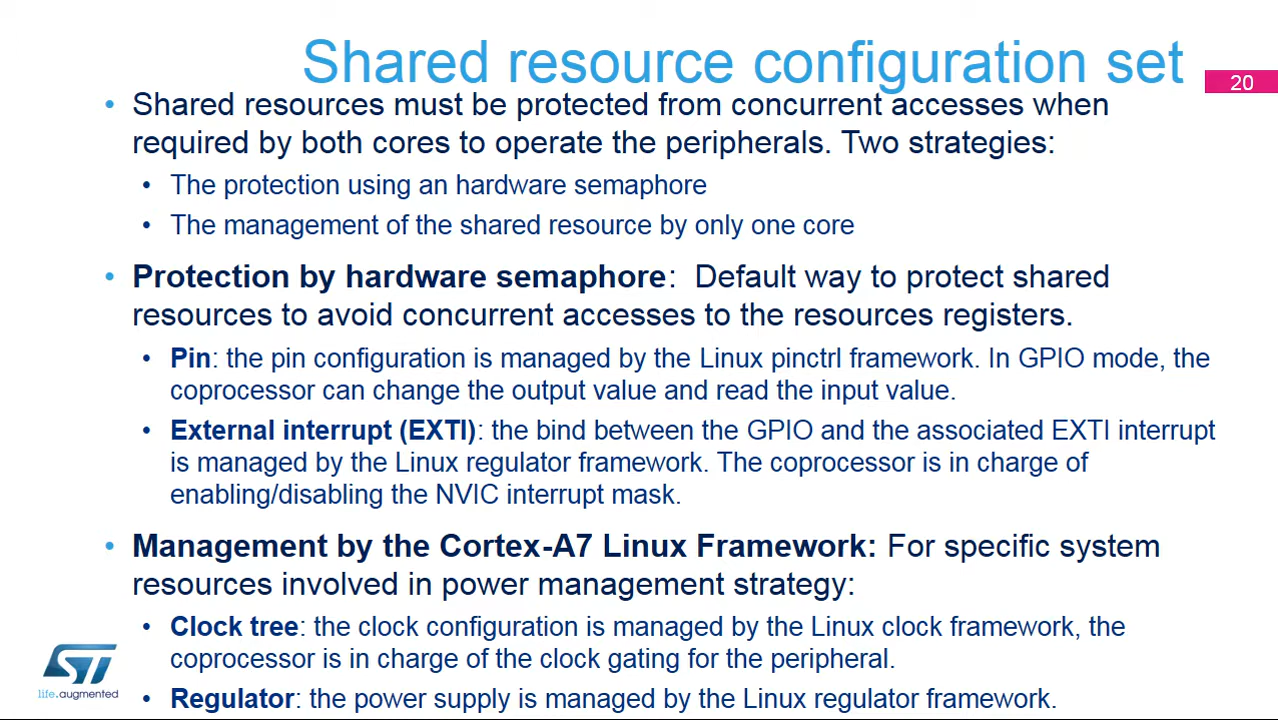 Shared resource configuration set
20
• Shared resources must be protected from concurrent accesses when
required by both cores to operate the peripherals. Two strategies:
• The protection using an hardware semaphore
• The management of the shared resource by only one core
• Protection by hardware semaphore:  Default way to protect shared
resources to avoid concurrent accesses to the resources registers.
• Pin: the pin configuration is managed by the Linux pinctrl framework. In GPIO mode, the
coprocessor can change the output value and read the input value.
• External interrupt (EXTI): the bind between the GPIO and the associated EXTI interrupt
is managed by the Linux regulator framework. The coprocessor is in charge of
enabling/disabling the NVIC interrupt mask.
• Management by the Cortex-A7 Linux Framework: For specific system
resources involved in power management strategy:
• Clock tree: the clock configuration is managed by the Linux clock framework, the
coprocessor is in charge of the clock gating for the peripheral.
• Regulator: the power supply is managed by the Linux regulator framework.
ST
life.augmented